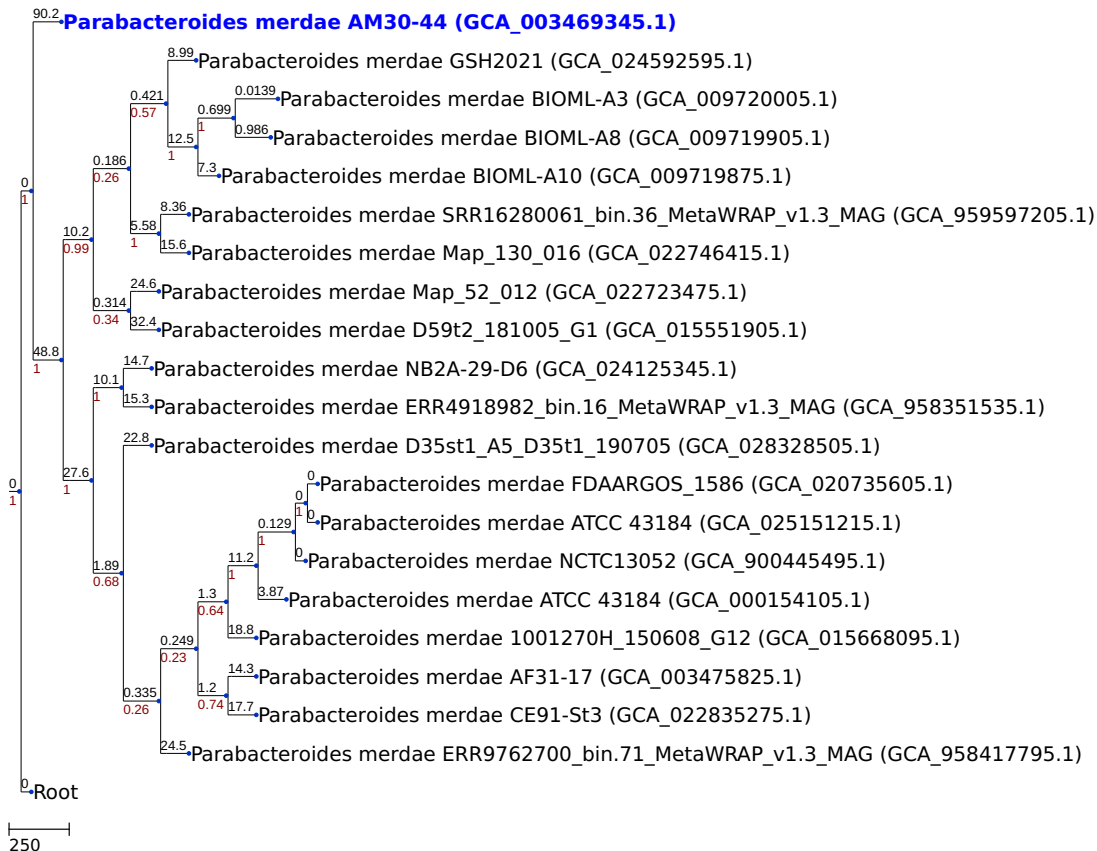 90.2
Parabacteroides merdae AM30-44 (GCA_003469345.1)
8.99
Parabacteroides merdae GSH2021 (GCA_024592595.1)
0.421
0.57
0.0139
Parabacteroides merdae BIOML-A3 (GCA_009720005.1)
0.699
1
0.986
Parabacteroides merdae BIOML-A8 (GCA_009719905.1)
12.5
1
7.3
Parabacteroides merdae BIOML-A10 (GCA_009719875.1)
0.186
0.26
0
1
8.36
Parabacteroides merdae SRR16280061_bin.36_MetaWRAP_v1.3_MAG (GCA_959597205.1)
5.58
1
15.6
Parabacteroides merdae Map_130_016 (GCA_022746415.1)
10.2
0.99
24.6
Parabacteroides merdae Map_52_012 (GCA_022723475.1)
0.314
0.34
32.4
Parabacteroides merdae D59t2_181005_G1 (GCA_015551905.1)
48.8
1
14.7
Parabacteroides merdae NB2A-29-D6 (GCA_024125345.1)
10.1
1
15.3
Parabacteroides merdae ERR4918982_bin.16_MetaWRAP_v1.3_MAG (GCA_958351535.1)
22.8
Parabacteroides merdae D35st1_A5_D35t1_190705 (GCA_028328505.1)
27.6
1
0
1
0
Parabacteroides merdae FDAARGOS_1586 (GCA_020735605.1)
0
1
0
Parabacteroides merdae ATCC 43184 (GCA_025151215.1)
0.129
1
0
Parabacteroides merdae NCTC13052 (GCA_900445495.1)
11.2
1
1.89
0.68
3.87
Parabacteroides merdae ATCC 43184 (GCA_000154105.1)
1.3
0.64
18.8
Parabacteroides merdae 1001270H_150608_G12 (GCA_015668095.1)
0.249
0.23
14.3
Parabacteroides merdae AF31-17 (GCA_003475825.1)
1.2
0.74
0.335
0.26
17.7
Parabacteroides merdae CE91-St3 (GCA_022835275.1)
24.5
Parabacteroides merdae ERR9762700_bin.71_MetaWRAP_v1.3_MAG (GCA_958417795.1)
0
Root
250